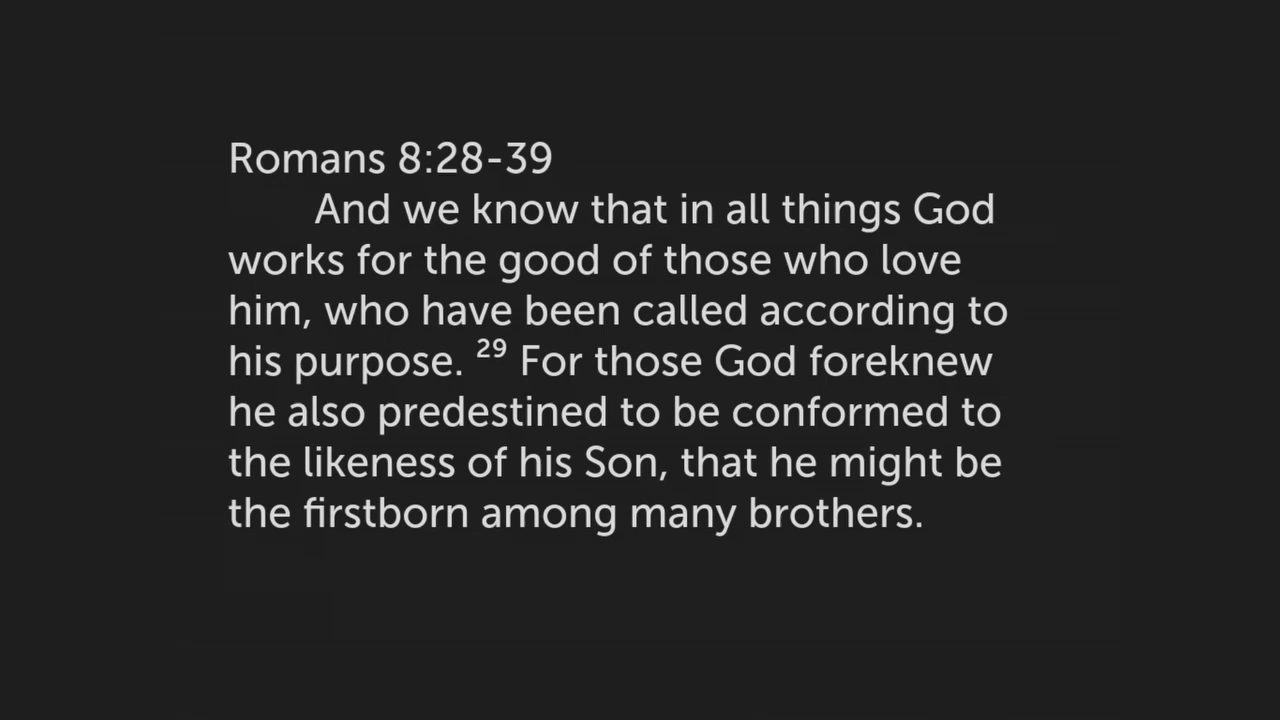 Romans 8:28-39
And we know that in all things God
works for the good of those who love
him, who have been called according to
his purpose. 29 For those God foreknew
he also predestined to be conformed to
the likeness of his Son, that he might be
the firstborn among many brothers.